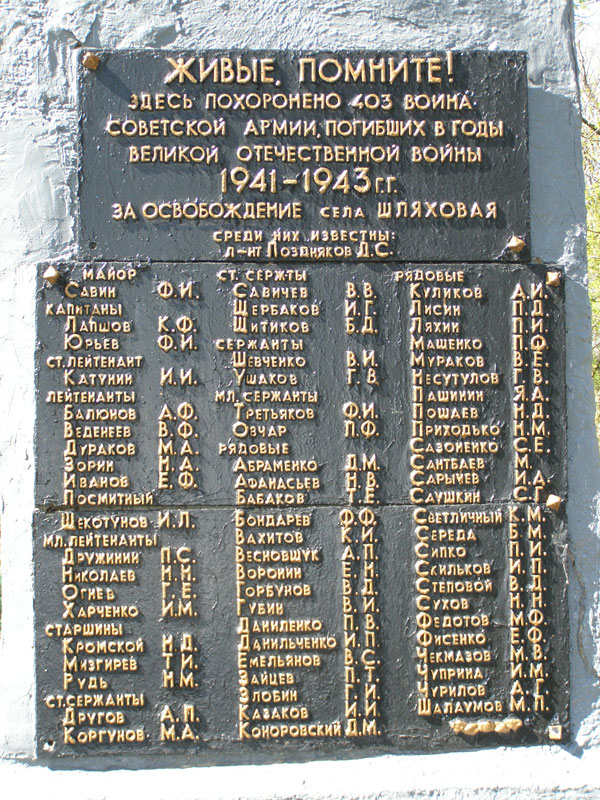 ЖИВЫЕ, ПОМНИТЕ!
ЗДЕСЬ ПОХОРОНЕНО 403 ВОИНА
СОВЕТСКОЙ АРМИИ, ПОГИБШИХ В ГОДЫ
ВЕЛИКОЙ ОТЕЧЕСТВЕННОЙ ВОЙНЫ
1941-1943 г.г.
ЗА ОСВОБОЖДЕНИЕ СЕЛА ШЛЯХОВАЯ
СРЕДИ НИХ ИЗВЕСТНЫ:
Л-НТ ПОЗДНЯКОВ Д.С.
МАЙОР
САВИН Ф.И.
КАПИТАНЫ
ЛАПШОВ К.Ф.
ЮРЬЕВ Ф.И.
СТ. ЛЕЙТЕНАНТ
КАТУНИН И.И.
ЛЕЙТЕНАНТЫ
БАЛЮНОВ А.Ф.
ВЕДЕНЕЕВ В.Ф.
ДУРАКОВ М.А.
ЗОРИН Н.А.
ИВАНОВ Е.Ф.
ПОСМИТНЫЙ
ЩЕКОТУНОВ И.Л.
МЛ. ЛЕЙТЕНАНТЫ
ДРУЖИНИН П.С.
НИКОЛАЕВ Н.Н.
ОГНЕВ Г.Е.
ХАРЧЕНКО И.М.
СТАРШИНЫ
КРОМСКОЙ Н.Д.
МИЗГИРЕВ Т.И.
РУДЬ Н.М.
СТ. СЕРЖАНТЫ
ДРУГОВ А.П.
КОРГУНОВ М.А.
СТ. СЕРЖ-ТЫ
САВИЧЕВ В.В.
ЩЕРБАКОВ И.Г.
ШИТИКОВ Б.Д.
СЕРЖАНТЫ
ШЕВЧЕНКО В.И.
УШАКОВ Г.В.
МЛ. СЕРЖАНТЫ
ТРЕТЬЯКОВ Ф.И.
ОВЧАР П.Ф.
РЯДОВЫЕ
АБРАМЕНКО Д.М.
АФАНАСЬЕВ Н.В.
БАБАКОВ Т.Е.
БОНДАРЕВ Ф.Ф.
ВАХИТОВ К.И.
ВЕСНОВЩУК А.П.
ВОРОНИН Е.Н.
ГОРБУНОВ В.Д.
ГУБИН В.И.
ДАНИЛЕНКО П.В.
ДАНИЛЬЧЕНКО И.П.
ЕМЕЛЬЯНОВ В.С.
ЗАЙЦЕВ П.Т.
ЗЛОБИН Г.И.
КАЗАКОВ И.И.
КОНОРОВСКИЙ Д.М.
РЯДОВЫЕ
КУЛИКОВ А.И.
ЛИСИН П.Д.
ЛЯХИН П.И.
МАЩЕНКО П.Ф.
МУРАКОВ В.Е.
НЕСУТУЛОВ Г.В.
ПАШИНИН Я.А.
ПОШАЕВ Н.Д.
ПРИХОДЬКО Н.М.
САЗОНЕНКО С.Е.
САНТБАЕВ М.
САРЫЧЕВ И.А.
САУШКИН С.Г.
СВЕТЛИЧНЫЙ К.М.
СЕРЕДА Б.М.
СИПКО П.И.
СКИЛЬКОВ И.П.
СТЕПОВОЙ В.Д.
СУХОВ Н.Н.
ФЕДОТОВ М.Ф.
ФИСЕНКО Е.Ф.
ЧЕКМАЗОВ М.В.
ЧУПРИНА И.М.
ЧУРИЛОВ А.Г.
ШАЛАУМОВ М.П.